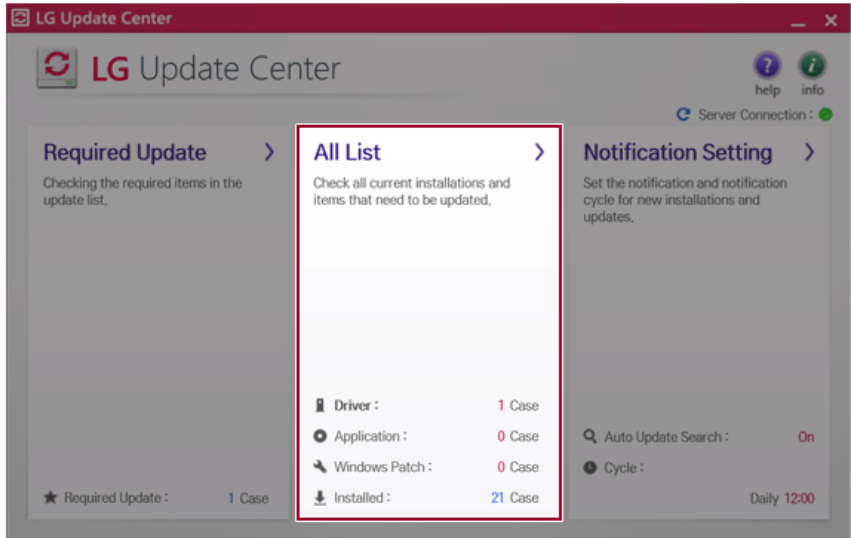 LG Update Center
LG Update Center
help
info
Server Connection :
Required Update
Checking the required items in the
update list,
Required Update : 1 Case
All List
Check all current installations and
items that need to be updated,
Driver : 1 Case
Application : 0 Case
Windows Patch : 0 Case
Installed : 21 Case
Notification Setting
Set the notification and notification
cycle for new installations and
updates,
Auto Update Search : On
Cycle :
Daily 12:00